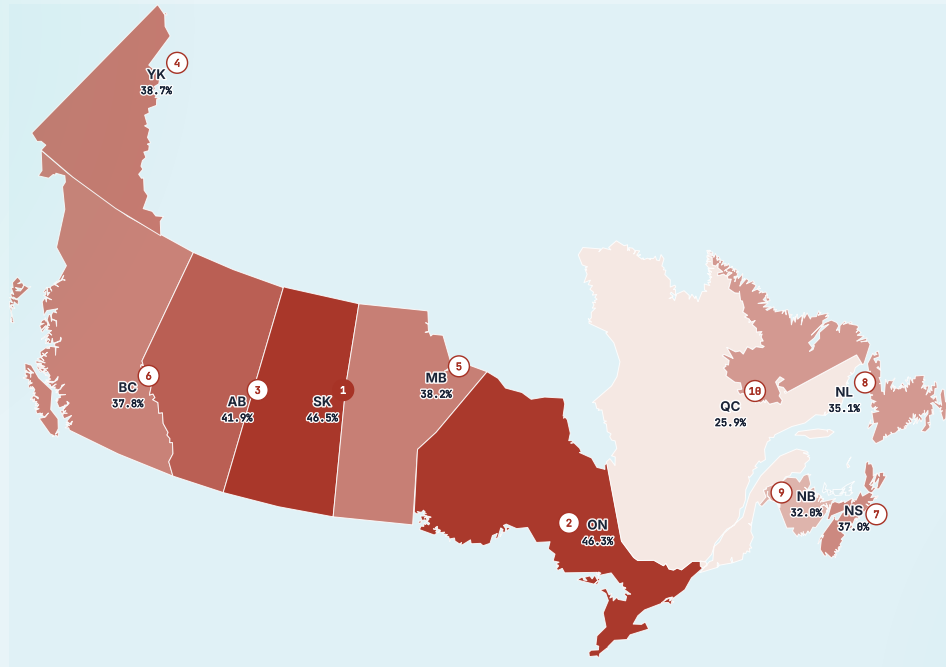 4
YK
38.7%
6
BC
37.8%
3
AB
41.9%
1
SK
46.5%
5
MB
38.2%
2
ON
46.3%
10
QC
25.9%
8
NL
35.1%
9
NB
32.0%
7
NS
37.0%